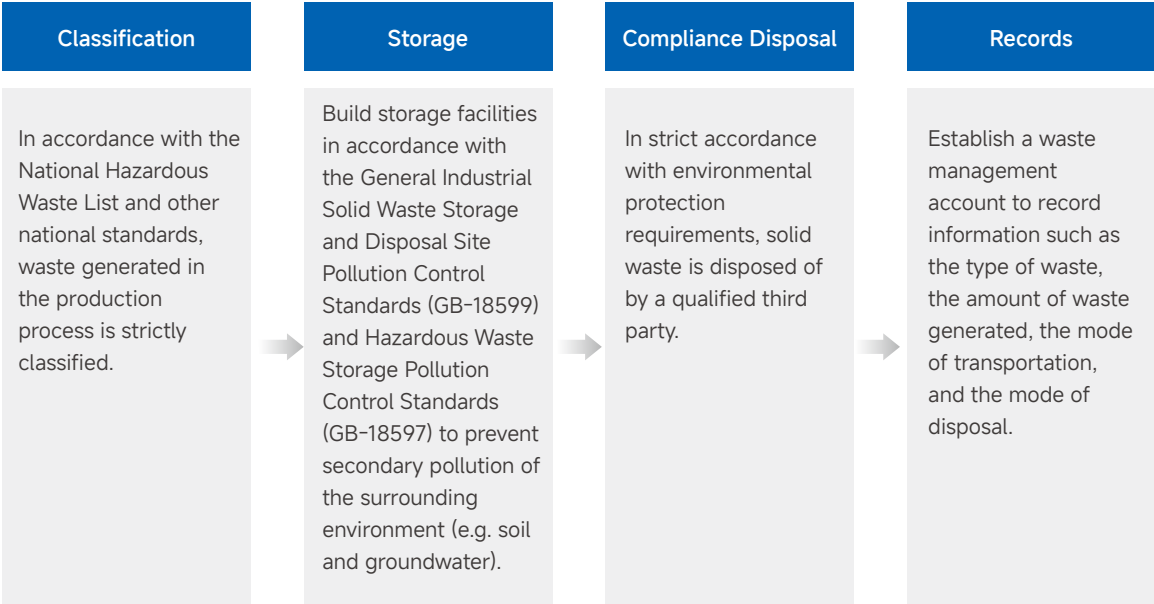 Classification
In accordance with the
National Hazardous
Waste List and other
national standards,
waste generated in
the production
process is strictly
classified.
Storage
Build storage facilities
in accordance with
the General Industrial
Solid Waste Storage
and Disposal Site
Pollution Control
Standards (GB-18599)
and Hazardous Waste
Storage Pollution
Control Standards
(GB-18597) to prevent
secondary pollution of
the surrounding
environment (e.g. soil
and groundwater).
Compliance Disposal
In strict accordance
with environmental
protection
requirements, solid
waste is disposed of
by a qualified third
party.
Records
Establish a waste
management
account to record
information such as
the type of waste,
the amount of waste
generated, the mode
of transportation,
and the mode of
disposal.